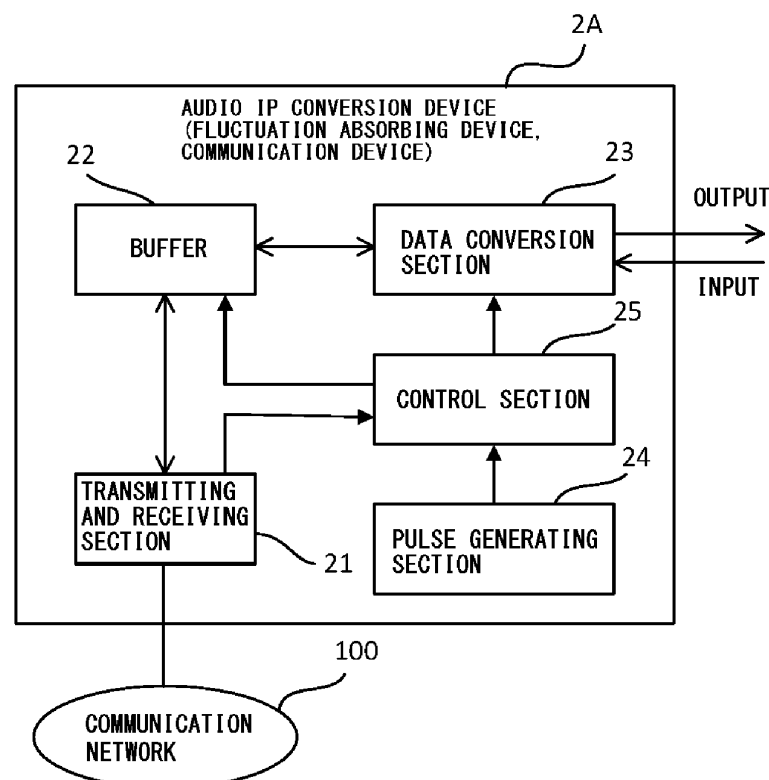 2A
AUDIO IP CONVERSION DEVICE
(FLUCTUATION ABSORBING DEVICE,
COMMUNICATION DEVICE)
22
BUFFER
23
DATA CONVERSION
SECTION
OUTPUT
INPUT
25
CONTROL SECTION
TRANSMITTING
AND RECEIVING
SECTION
21
24
PULSE GENERATING
SECTION
100
COMMUNICATION
NETWORK